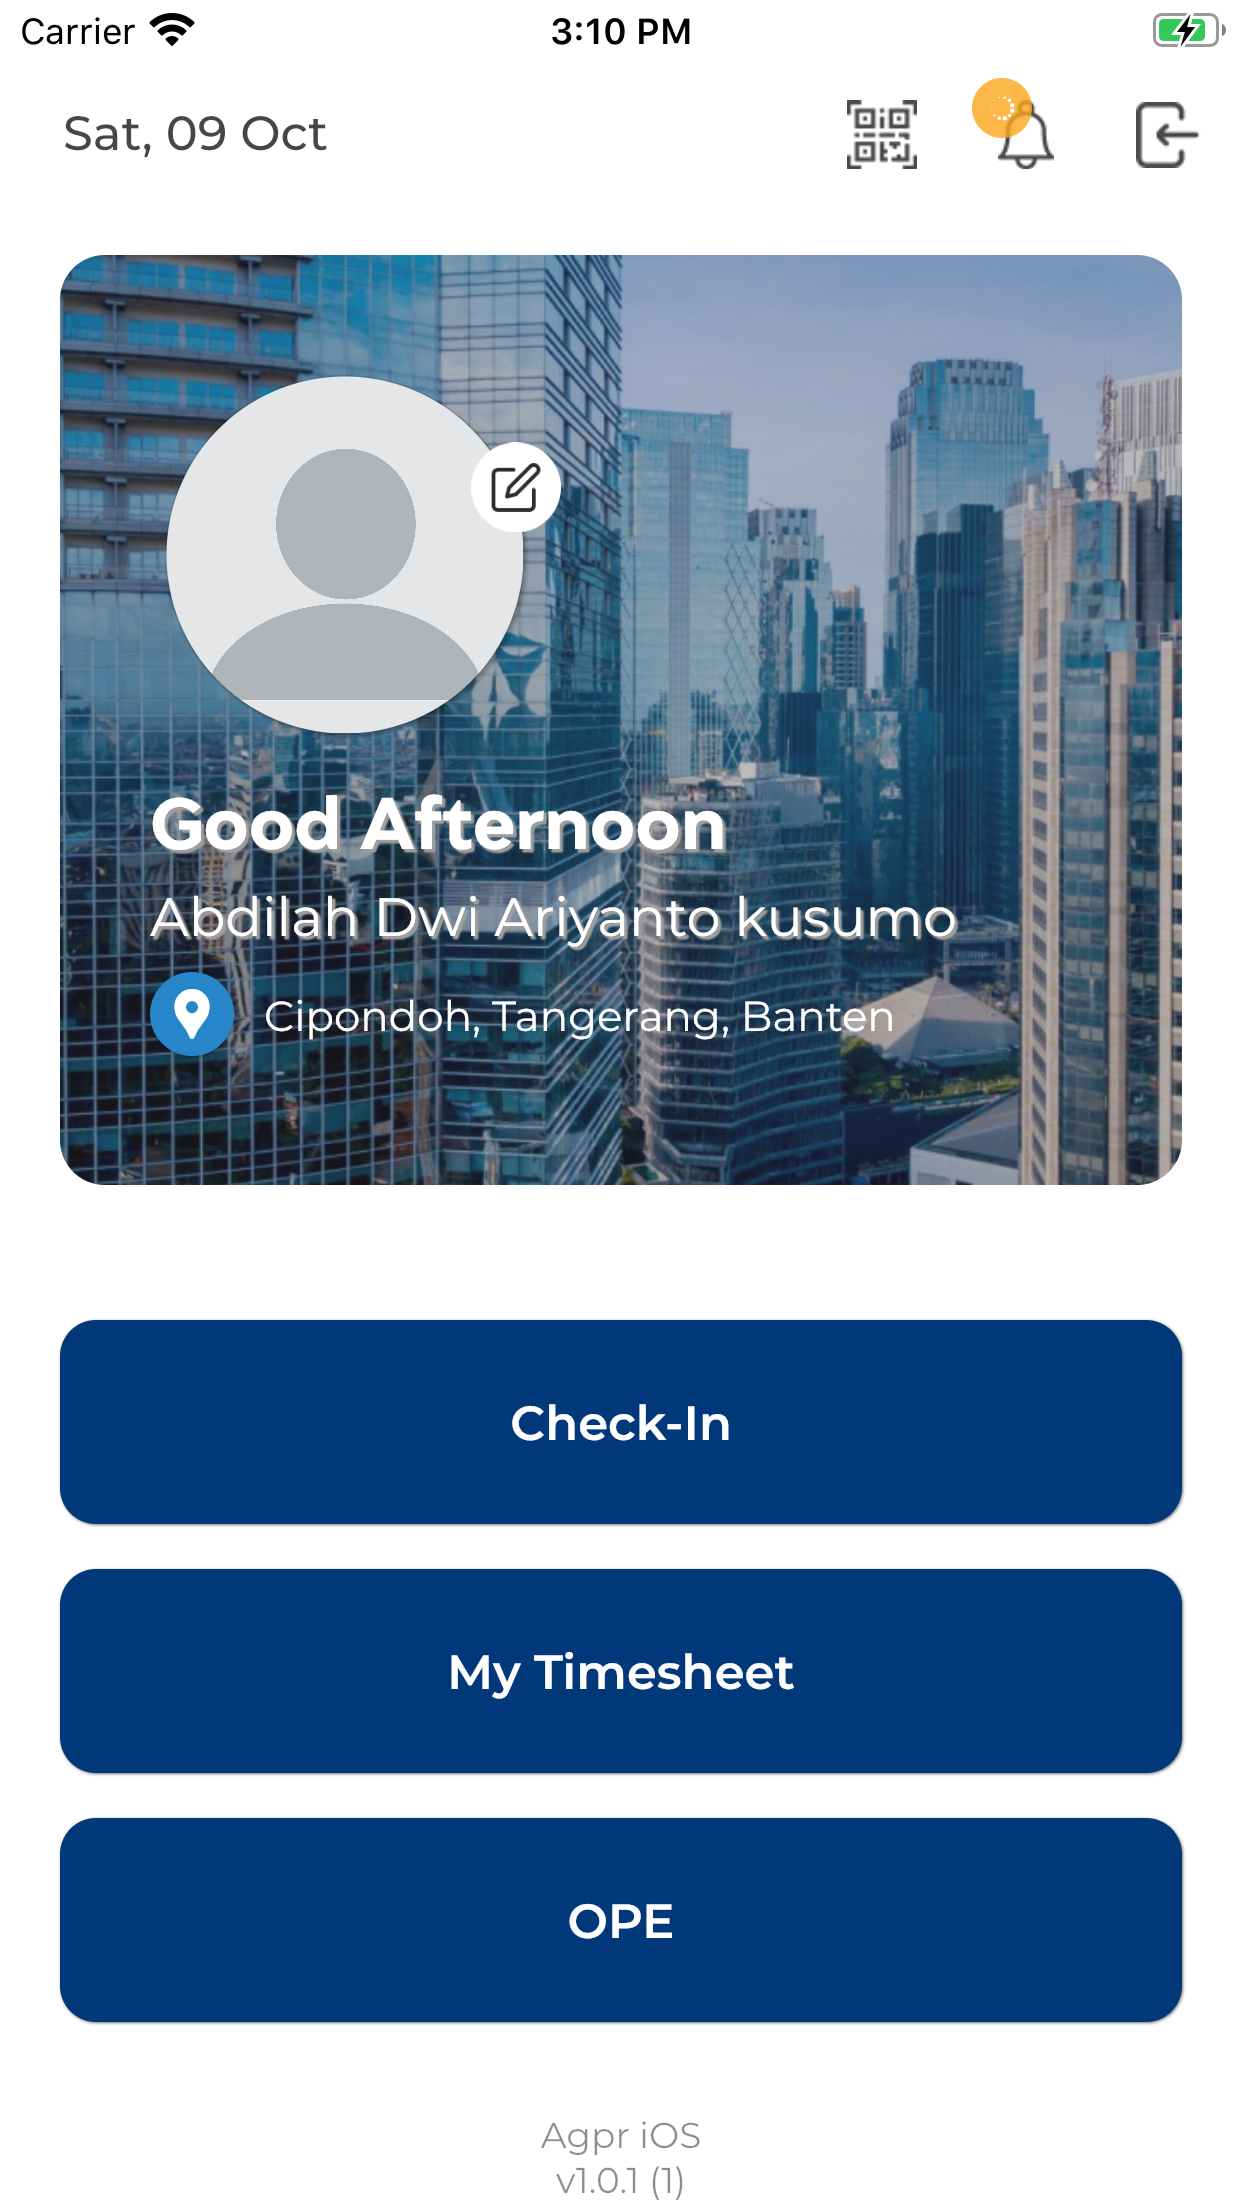 Carrier
3:10 PM
Sat, 09 Oct
Good Afternoon
Abdilah Dwi Ariyanto kusumo
Cipondoh, Tangerang, Banten
Check-In
My Timesheet
OPE
Agpr iOS
v1.0.1 (1)